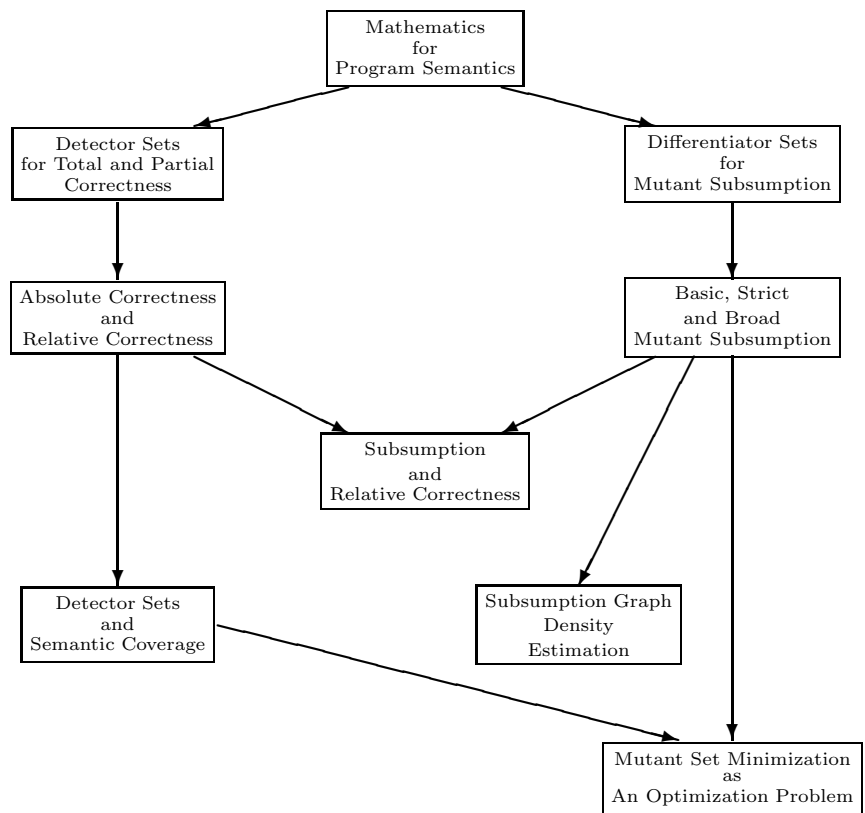 Mathematics
for
Program Semantics
Detector Sets
for Total and Partial
Correctness
Differentiator Sets
for
Mutant Subsumption
Absolute Correctness
and
Relative Correctness
Basic, Strict
and Broad
Mutant Subsumption
Subsumption
and
Relative Correctness
Detector Sets
and
Semantic Coverage
Subsumption Graph
Density
Estimation
Mutant Set Minimization
as
An Optimization Problem